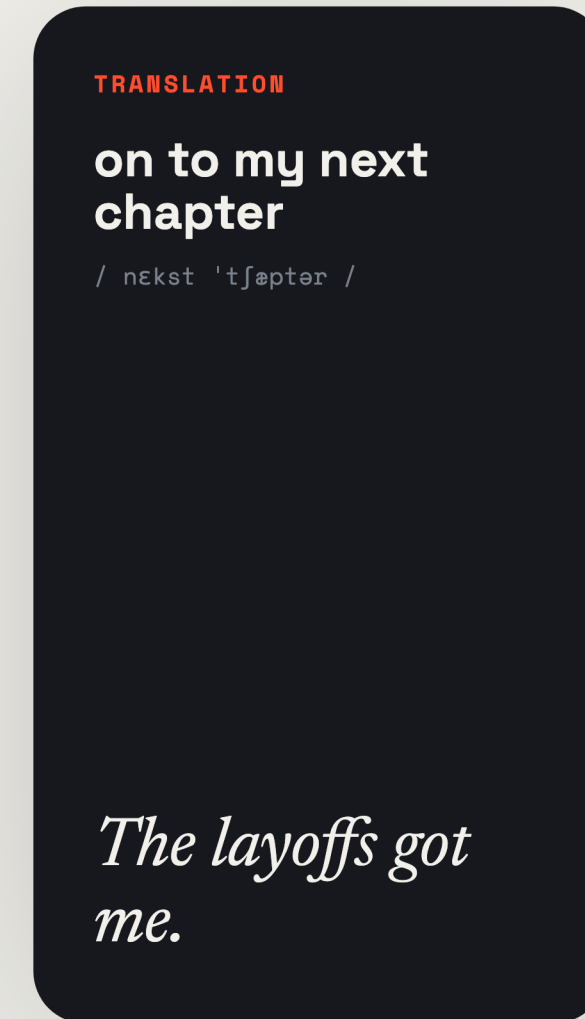 TRANSLATION
on to my next
chapter
/ nɛkst ˈtʃæptər /
The layoffs got
me.